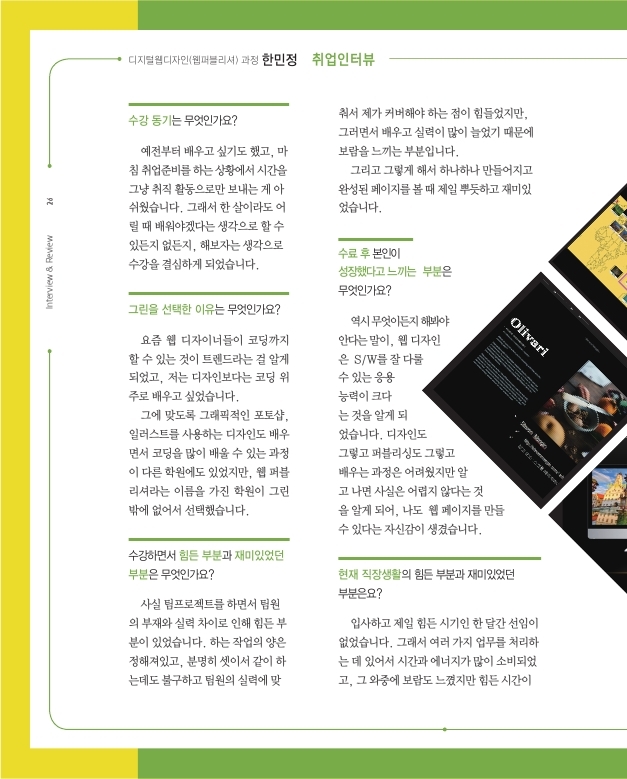 디지털웹디자인(웹퍼블리셔) 과정 한민정 취업인터뷰
26
Interview & Review
수강 동기는 무엇인가요?
예전부터 배우고 싶기도 했고, 마
침 취업준비를 하는 상황에서 시간을
그냥 취직 활동으로만 보내는 게 아
쉬웠습니다. 그래서 한 살이라도 어
릴 때 배워야겠다는 생각으로 할 수
있든지 없든지, 해보자는 생각으로
수강을 결심하게 되었습니다.
그린을 선택한 이유는 무엇인가요?
요즘 웹 디자이너들이 코딩까지
할 수 있는 것이 트렌드라는 걸 알게
되었고, 저는 디자인보다는 코딩 위
주로 배우고 싶었습니다.
그에 맞도록 그래픽적인 포토샵,
일러스트를 사용하는 디자인도 배우
면서 코딩을 많이 배울 수 있는 과정
이 다른 학원에도 있었지만, 웹 퍼블
리셔라는 이름을 가진 학원이 그린
밖에 없어서 선택했습니다.
수강하면서 힘든 부분과 재미있었던
부분은 무엇인가요?
사실 팀프로젝트를 하면서 팀원
의 부재와 실력 차이로 인해 힘든 부
분이 있었습니다. 하는 작업의 양은
정해져있고, 분명히 셋이서 같이 하
는데도 불구하고 팀원의 실력에 맞
춰서 제가 커버해야 하는 점이 힘들었지만,
그러면서 배우고 실력이 많이 늘었기 때문에
보람을 느끼는 부분입니다.
그리고 그렇게 해서 하나하나 만들어지고
완성된 페이지를 볼 때 제일 뿌듯하고 재미있
었습니다.
수료 후 본인이
성장했다고 느끼는 부분은
무엇인가요?
역시 무엇이든지 해봐야
안다는 말이, 웹 디자인
은 S/W를 잘 다룰
수 있는 응용
능력이 크다
는 것을 알게 되
었습니다. 디자인도
그렇고 퍼블리싱도 그렇고
배우는 과정은 어려웠지만 알
고 나면 사실은 어렵지 않다는 것
을 알게 되어, 나도 웹 페이지를 만들
수 있다는 자신감이 생겼습니다.
Olivari
현재 직장생활의 힘든 부분과 재미있었던
부분은요?
입사하고 제일 힘든 시기인 한 달간 선임이
없었습니다. 그래서 여러 가지 업무를 처리하
는 데 있어서 시간과 에너지가 많이 소비되었
고, 그 와중에 보람도 느꼈지만 힘든 시간이